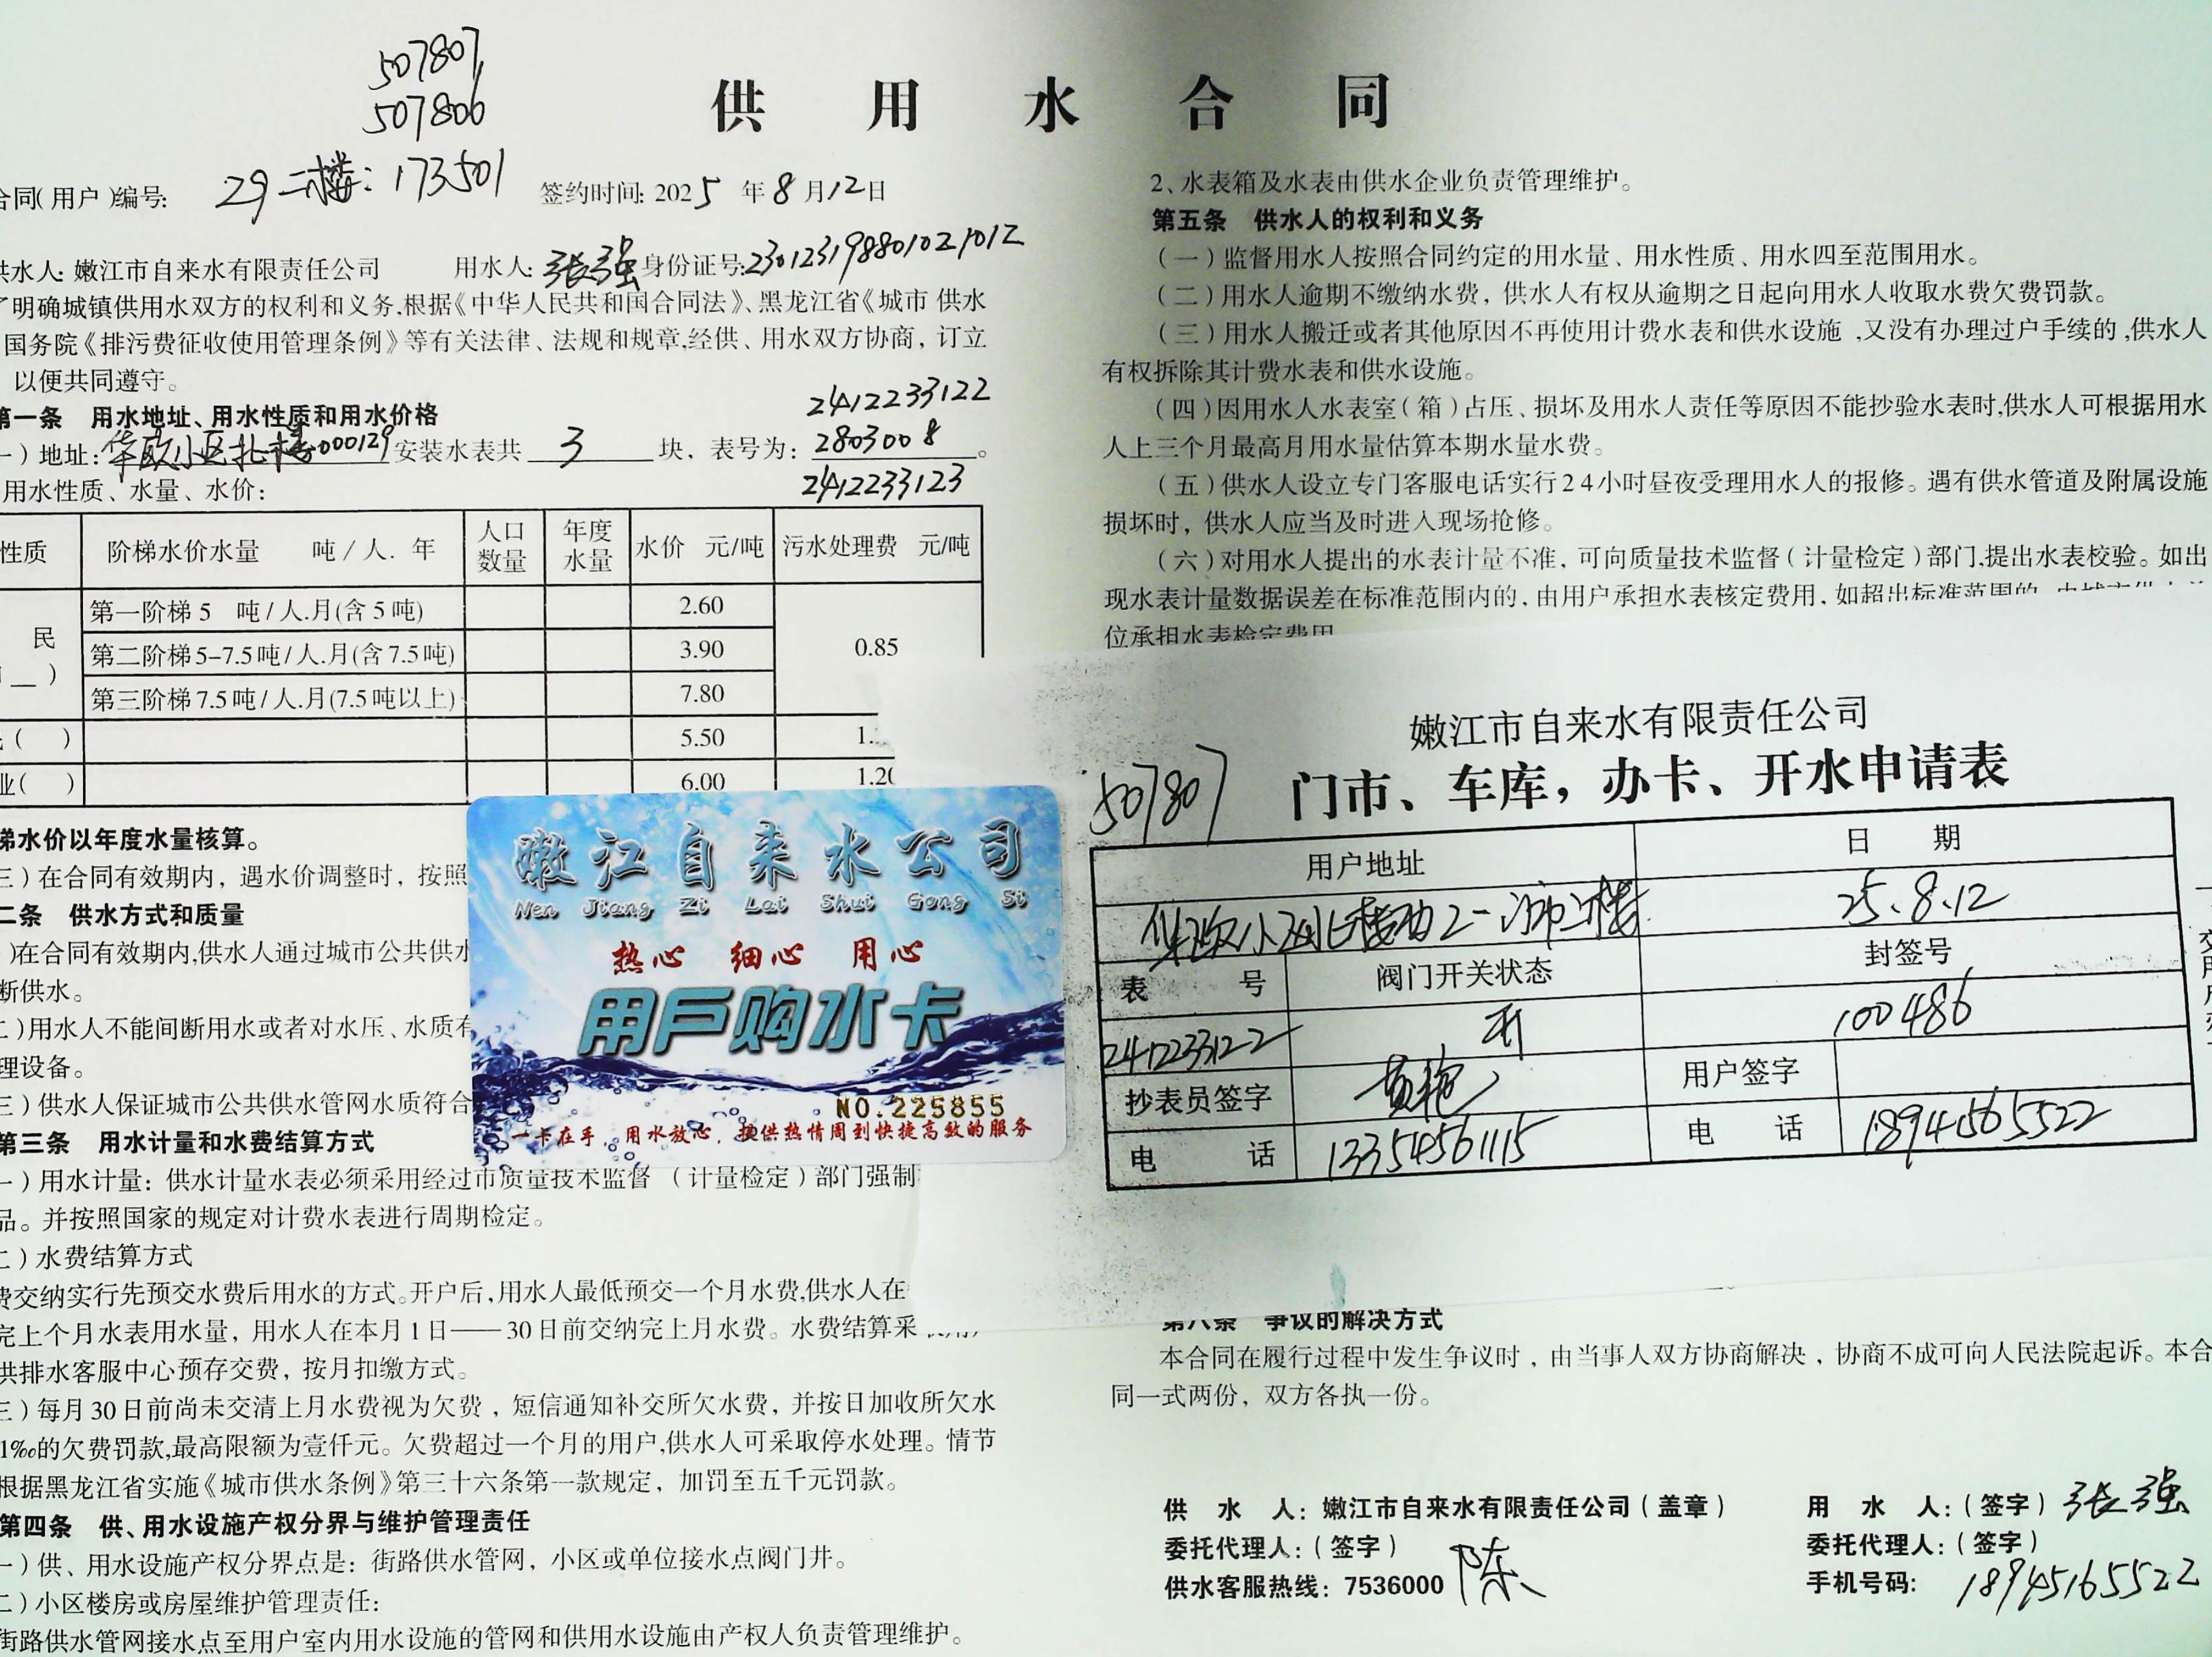 507807
507806
供用水合同
合同(用户)编号: 29 二楼: 173501 签约时间: 2025年8月12日
供水人: 嫩江市自来水有限责任公司 用水人: 张强 身份证号: 230123198801021012
了明确城镇供用水双方的权利和义务,根据《中华人民共和国合同法》、黑龙江省《城市 供水
国务院《排污费征收使用管理条例》等有关法律、法规和规章,经供、用水双方协商，订立
以便共同遵守。
第一条 用水地址、用水性质和用水价格
2412233122
一）地址: 华欧小区北楼000129 安装水表共 3 块，表号为: 2803008。
2412233123
用水性质、水量、水价:
性质 阶梯水价水量 吨/人.年 人口数量 年度水量 水价 元/吨 污水处理费 元/吨
民 第一阶梯 5 吨/人.月(含5吨) 2.60
第二阶梯5-7.5吨/人.月(含7.5吨) 3.90 0.85
第三阶梯7.5吨/人.月(7.5吨以上) 7.80
( ) 5.50 1.
业( ) 6.00 1.20
梯水价以年度水量核算。
三）在合同有效期内，遇水价调整时，按照
二条 供水方式和质量
)在合同有效期内,供水人通过城市公共供水
断供水。
二)用水人不能间断用水或者对水压、水质有
理设备。
三）供水人保证城市公共供水管网水质符合
第三条 用水计量和水费结算方式
一）用水计量：供水计量水表必须采用经过市质量技术监督（计量检定）部门强制
品。并按照国家的规定对计费水表进行周期检定。
二）水费结算方式
费交纳实行先预交水费后用水的方式。开户后,用水人最低预交一个月水费,供水人在
完上个月水表用水量，用水人在本月1日——30日前交纳完上月水费。水费结算采
供排水客服中心预存交费，按月扣缴方式。
三）每月30日前尚未交清上月水费视为欠费，短信通知补交所欠水费，并按日加收所欠水
1‰的欠费罚款,最高限额为壹仟元。欠费超过一个月的用户,供水人可采取停水处理。情节
根据黑龙江省实施《城市供水条例》第三十六条第一款规定，加罚至五千元罚款。
第四条 供、用水设施产权分界与维护管理责任
一）供、用水设施产权分界点是：街路供水管网，小区或单位接水点阀门井。
二）小区楼房或房屋维护管理责任:
街路供水管网接水点至用户室内用水设施的管网和供用水设施由产权人负责管理维护。
2、水表箱及水表由供水企业负责管理维护。
第五条 供水人的权利和义务
（一）监督用水人按照合同约定的用水量、用水性质、用水四至范围用水。
（二）用水人逾期不缴纳水费，供水人有权从逾期之日起向用水人收取水费欠费罚款。
（三）用水人搬迁或者其他原因不再使用计费水表和供水设施,又没有办理过户手续的,供水人
有权拆除其计费水表和供水设施。
（四）因用水人水表室（箱）占压、损坏及用水人责任等原因不能抄验水表时,供水人可根据用水
人上三个月最高月用水量估算本期水量水费。
（五）供水人设立专门客服电话实行24小时昼夜受理用水人的报修。遇有供水管道及附属设施
损坏时，供水人应当及时进入现场抢修。
（六）对用水人提出的水表计量不准，可向质量技术监督（计量检定）部门,提出水表校验。如出
现水表计量数据误差在标准范围内的，由用户承担水表核定费用，如超出标准范围的
位承担水表检定费用
嫩江市自来水有限责任公司
507807
门市、车库，办卡、开水申请表
用户地址 日期
华欧小区北楼 门市二楼 25.8.12
表号 阀门开关状态 封签号
2412233122 开 100486
抄表员签字 用户签字
电话 13354561115 电话 18945165522
嫩江自来水公司
Nen Jiang Zi Lai Shui Gong Si
热心 细心 用心
用户购水卡
NO.225855
一卡在手，用水放心，提供热情周到快捷高效的服务
第八条 争议的解决方式
本合同在履行过程中发生争议时，由当事人双方协商解决，协商不成可向人民法院起诉。本合
同一式两份，双方各执一份。
供水人：嫩江市自来水有限责任公司（盖章） 用水人:（签字）张强
委托代理人:（签字）陈 委托代理人:（签字）
供水客服热线：7536000 手机号码: 18945165522